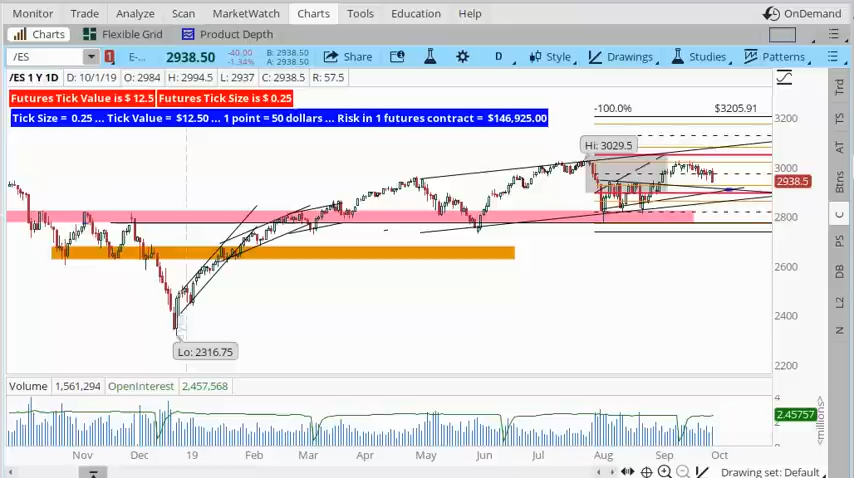 Monitor Trade Analyze Scan MarketWatch Charts Tools Education Help OnDemand
Charts Flexible Grid Product Depth
/ES 1 E-... 2938.50 -40.00 -1.34% B: 2938.50 A: 2938.50 Share D Style Drawings Studies Patterns
/ES 1 Y 1D D: 10/1/19 O: 2984 H: 2994.5 L: 2937 C: 2938.5 R: 57.5
Futures Tick Value is $ 12.5 Futures Tick Size is $ 0.25
Tick Size = 0.25 ... Tick Value = $12.50 ... 1 point = 50 dollars ... Risk in 1 futures contract = $146,925.00
-100.0% $3205.91
Hi: 3029.5
Lo: 2316.75
3200
3000
2938.5
2800
2600
2400
2200
Trd
TS
AT
Btns
C
PS
DB
L2
N
Volume 1,561,294 OpenInterest 2,457,568
4
2.45757
2
0
<millions>
Nov Dec 19 Feb Mar Apr May Jun Jul Aug Sep Oct
Drawing set: Default